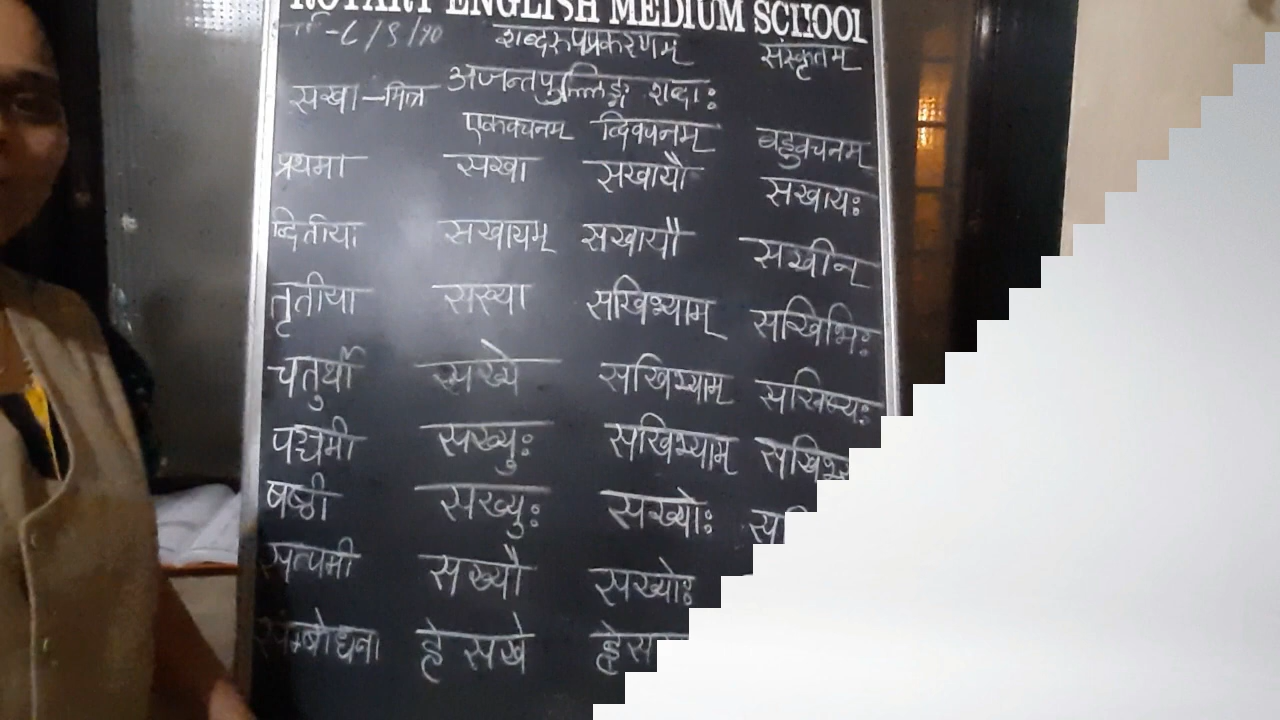 ROTARY ENGLISH MEDIUM SCHOOL
शब्दरुपप्रकरणम् संस्कृतम्
अजन्तपुल्लिङ्ग शब्दाः
सखा – मित्र
एकवचनम् द्विवचनम् बहुवचनम्
प्रथमा सखा सखायौ सखायः
द्वितीया सखायम् सखायौ सखीन्
तृतीया सख्या सखिभ्याम् सखिभिः
चतुर्थी सख्ये सखिभ्याम् सखिभ्यः
पञ्चमी सख्युः सखिभ्याम्
षष्ठी सख्युः सख्योः
सप्तमी सख्यौ सख्योः
सम्बोधना हे सखे हे